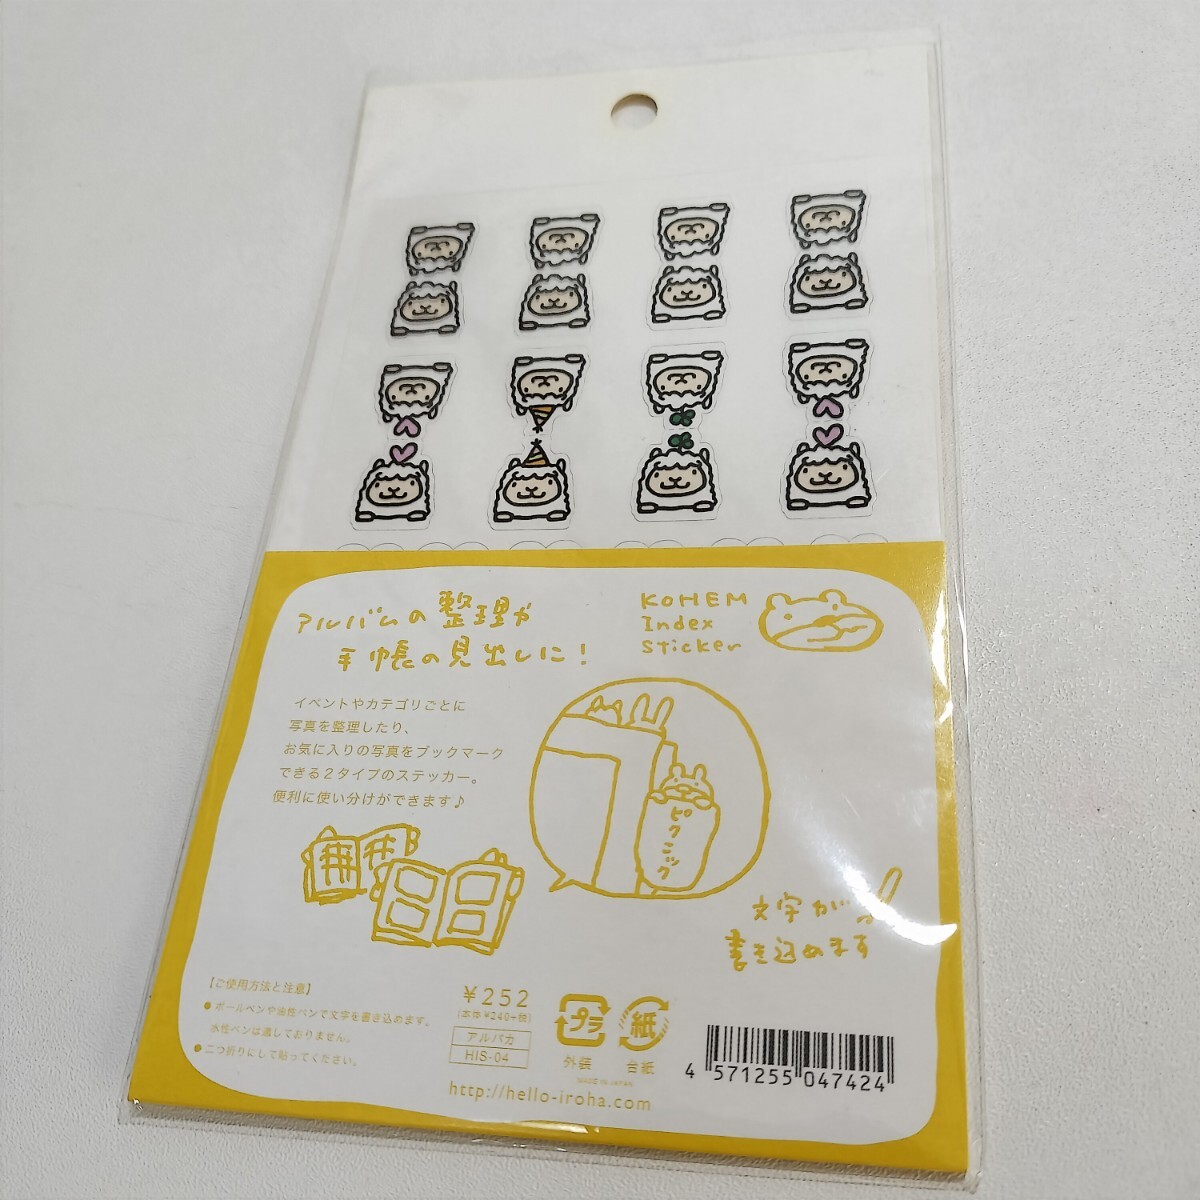 アルバムの整理や
手帳の見出しに!
KOHEM
Index
Sticker
イベントやカテゴリごとに
写真を整理したり、
お気に入りの写真をブックマーク
できる2タイプのステッカー。
便利に使い分けができます♪
ピクニック
文字が
書き込めます
【ご使用方法と注意】
●ボールペンや油性ペンで文字を書き込めます。
水性ペンは適しておりません。
●二つ折りにして貼ってください。
¥252
(本体¥240+税)
アルパカ
HIS-04
プラ
外装
紙
台紙
MADE IN JAPAN
http://hello-iroha.com
4 571255 047424